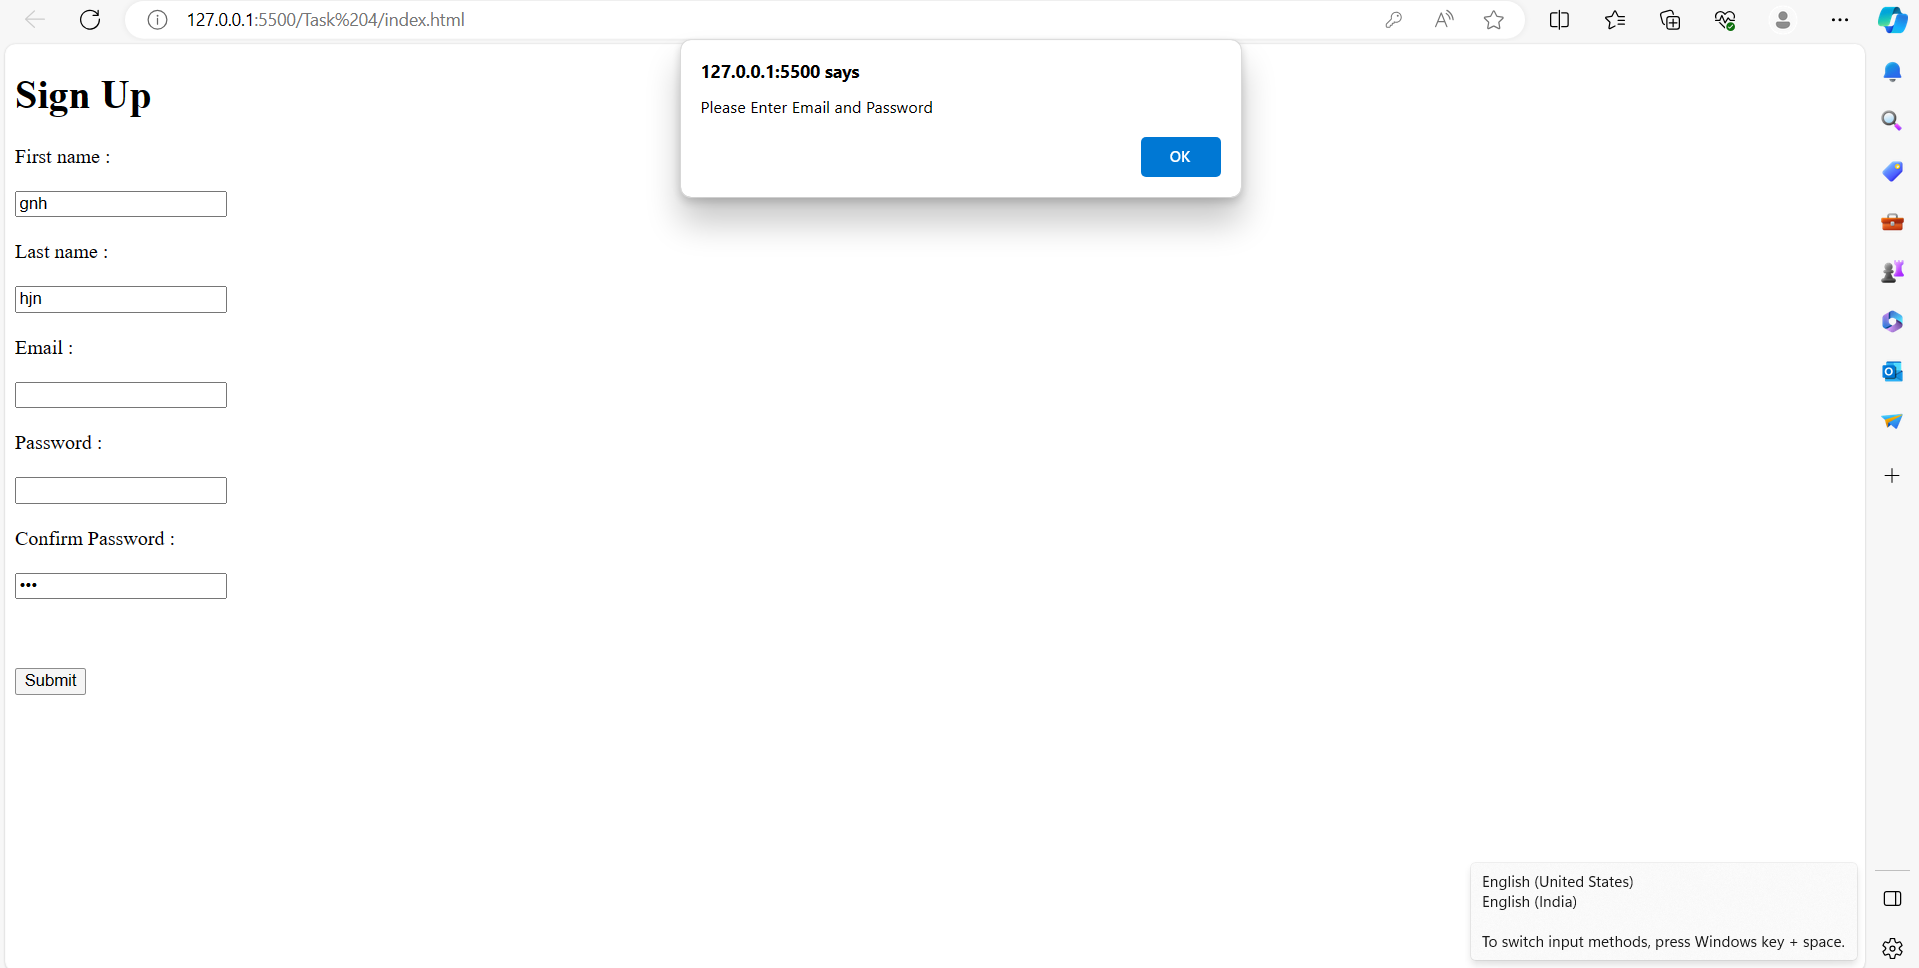 127.0.0.1:5500/Task%204/index.html
127.0.0.1:5500 says
Please Enter Email and Password
OK
Sign Up
First name :
gnh
Last name :
hjn
Email :
Password :
Confirm Password :
•••
Submit
English (United States)
English (India)
To switch input methods, press Windows key + space.